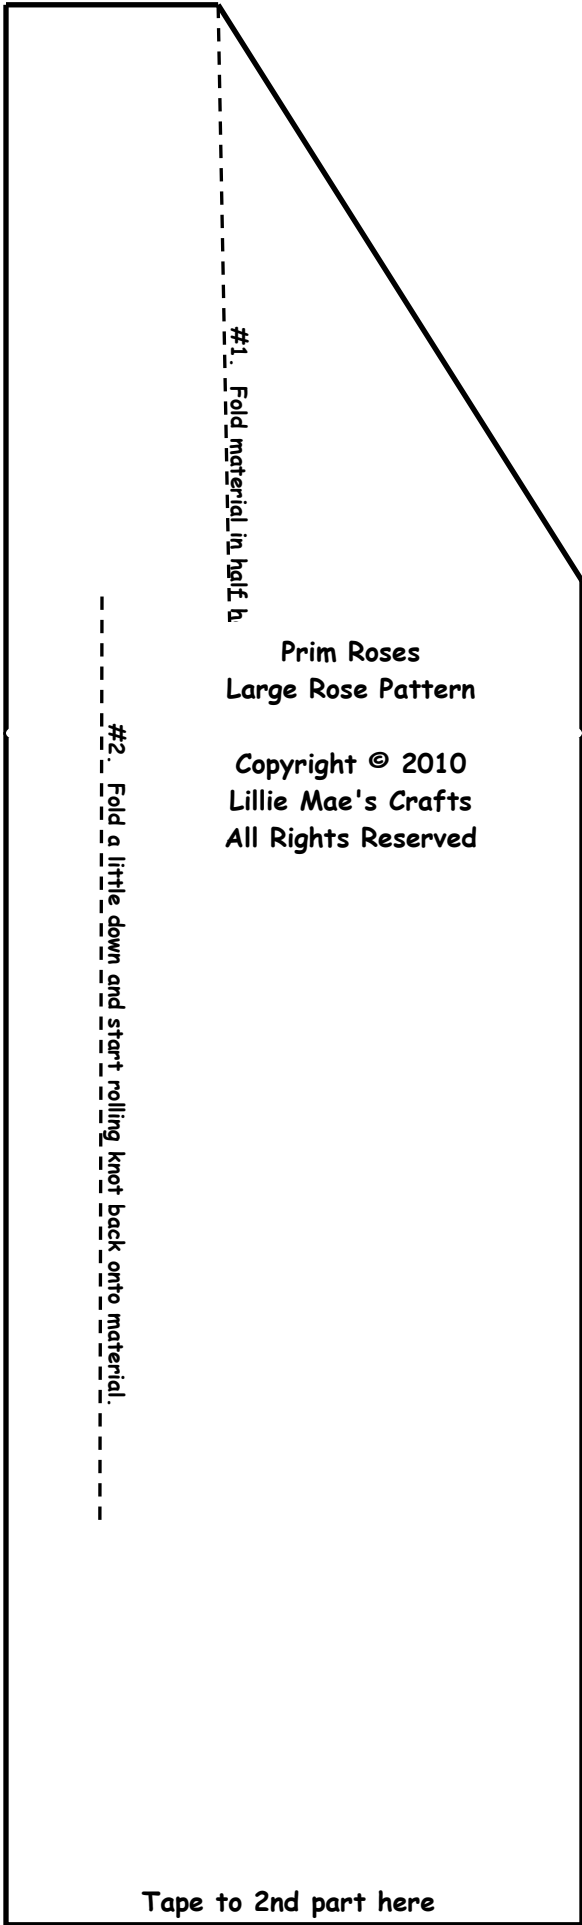 #1. Fold material in half h
Prim Roses
Large Rose Pattern
Copyright © 2010
Lillie Mae's Crafts
All Rights Reserved
#2. Fold a little down and start rolling knot back onto material.
Tape to 2nd part here